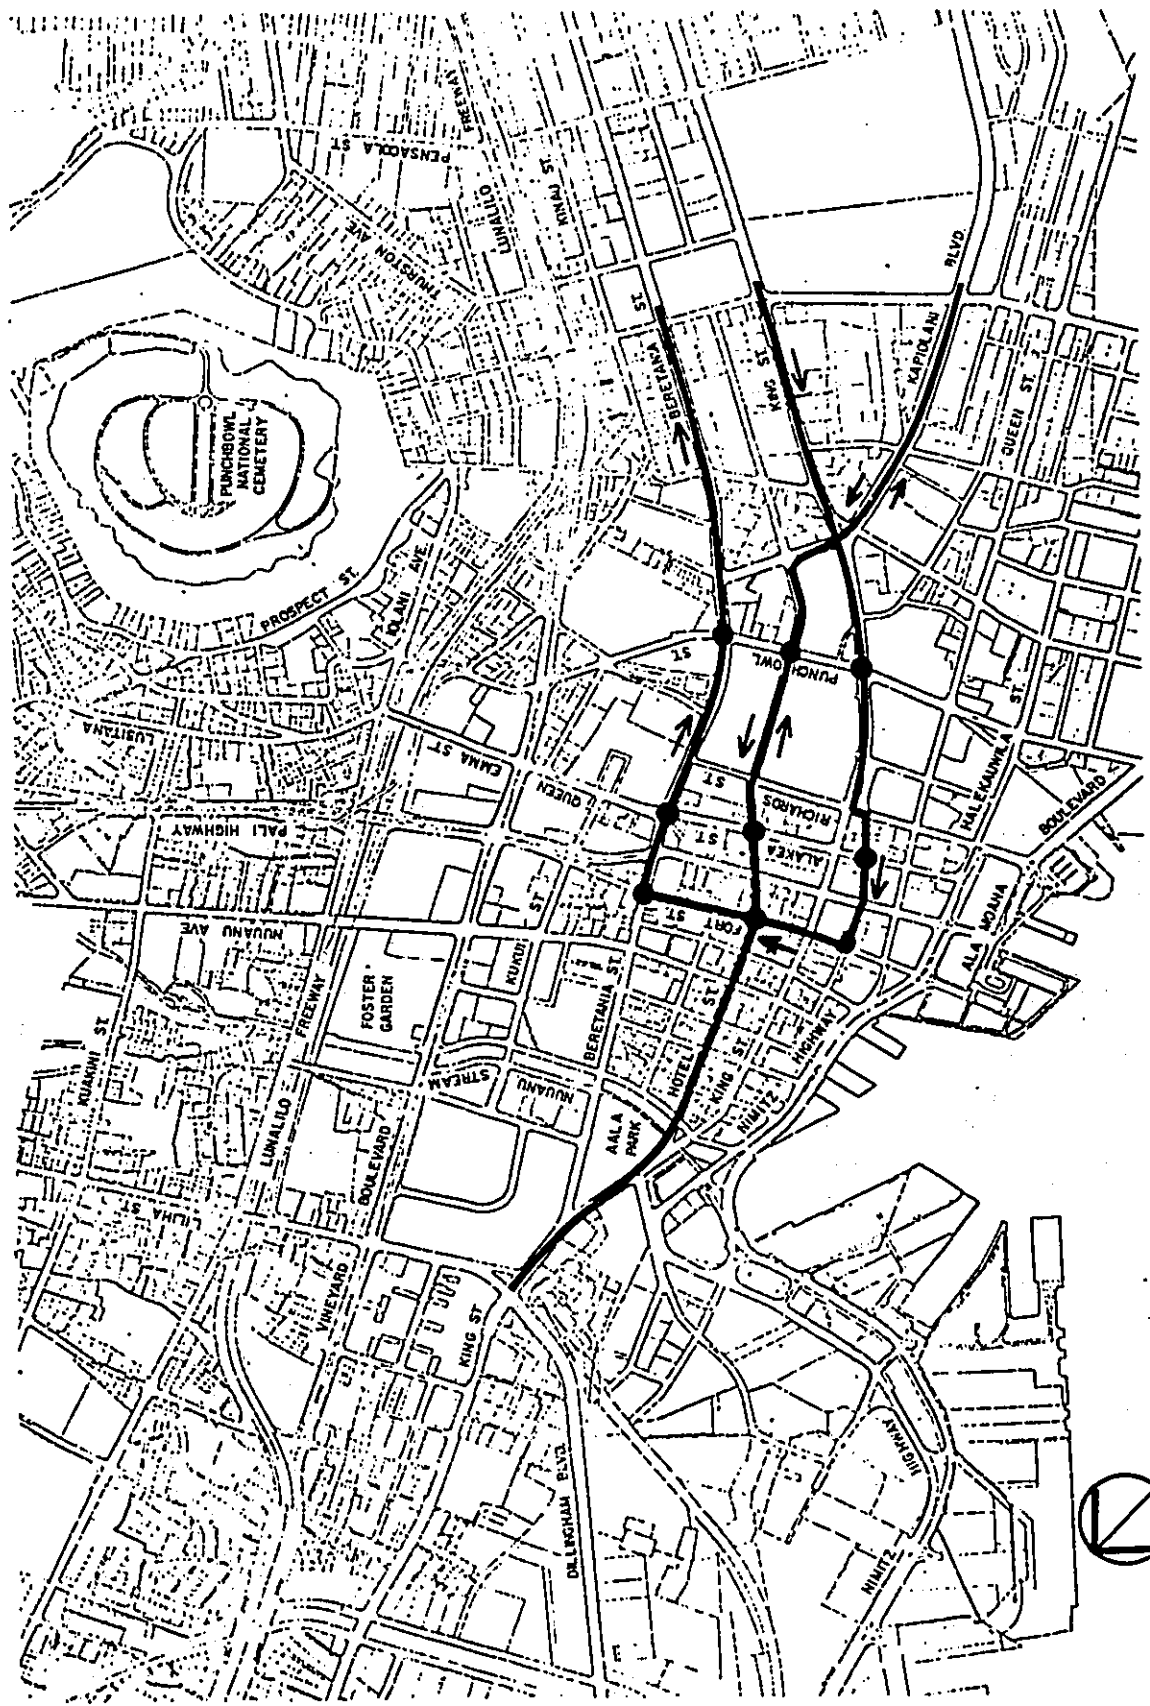 PENSACOLA ST.
FREEWAY
LUNALILO
KINAU ST.
THURSTON AVE
ST.
BERETANIA
KING ST.
BLVD.
KAPIOLANI
QUEEN ST.
PUNCHBOWL
NATIONAL
CEMETERY
PROSPECT ST.
IOLANI AVE.
LUSITANA
EMMA ST.
QUEEN
ST.
PUNCHBOWL
ST.
RICHARDS
ST.
ALAKEA
HALEKAUWILA ST.
BOULEVARD
ALA MOANA
PALI HIGHWAY
NUUANU AVE
FORT ST.
KUKUI ST.
BERETANIA ST.
HOTEL ST.
KING ST.
NIMITZ HIGHWAY
FOSTER
GARDEN
KUAKINI ST.
LUNALILO FREEWAY
NUUANU
STREAM
AALA
PARK
LILIHA ST.
VINEYARD BOULEVARD
KING ST
DILLINGHAM BLVD.
NIMITZ HIGHWAY